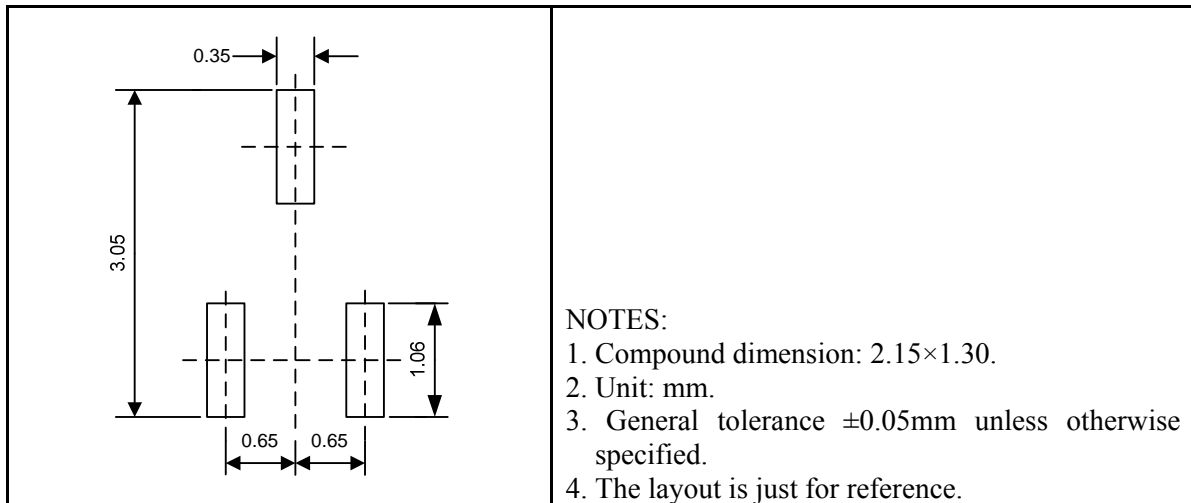 0.35
3.05
1.06
0.65 0.65
NOTES:
1. Compound dimension: 2.15×1.30.
2. Unit: mm.
3. General tolerance ±0.05mm unless otherwise
specified.
4. The layout is just for reference.